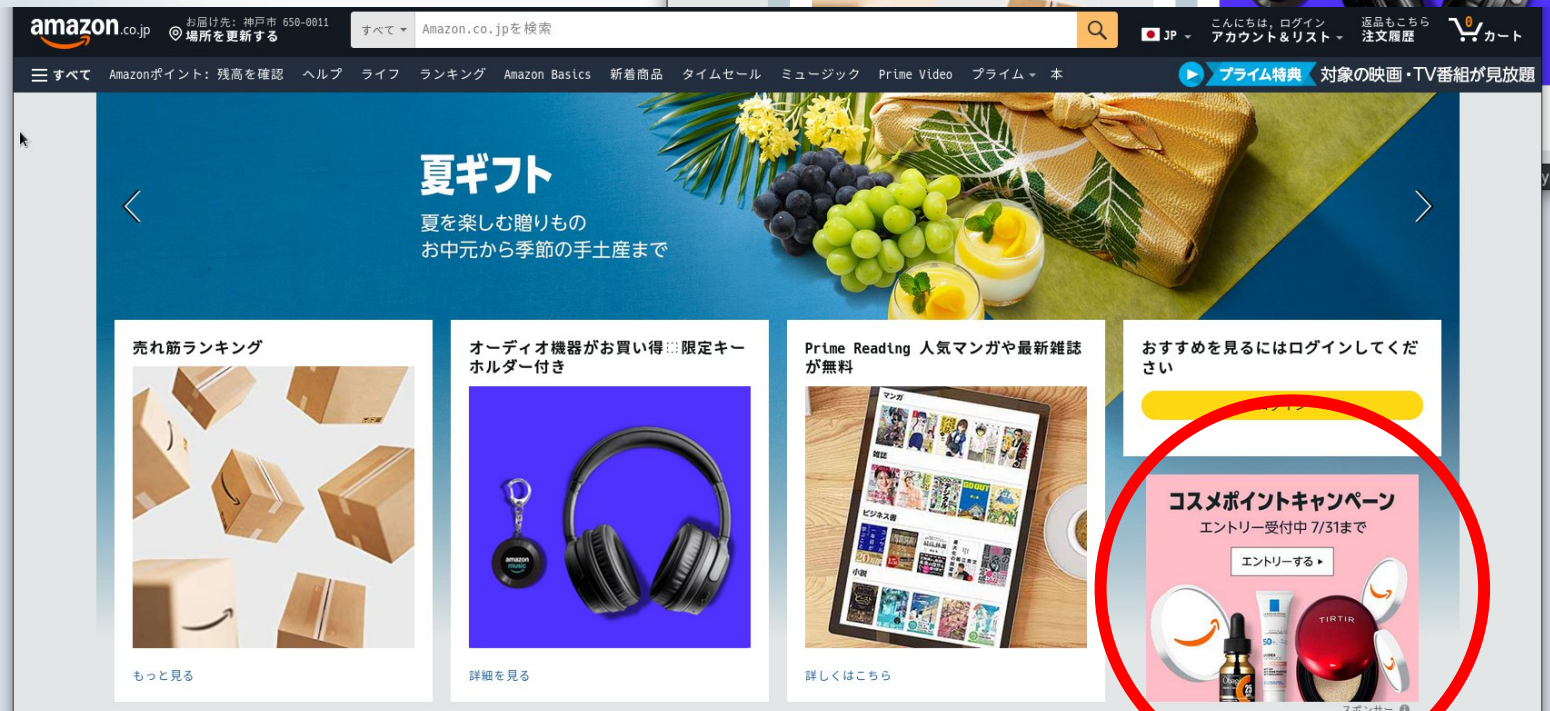 amazon.co.jp
お届け先: 神戸市 650-0011
場所を更新する
すべて
Amazon.co.jpを検索
JP
こんにちは, ログイン
アカウント＆リスト
返品もこちら
注文履歴
0
カート
すべて
Amazonポイント: 残高を確認
ヘルプ
ライフ
ランキング
Amazon Basics
新着商品
タイムセール
ミュージック
Prime Video
プライム
本
プライム特典
対象の映画・TV番組が見放題
夏ギフト
夏を楽しむ贈りもの
お中元から季節の手土産まで
売れ筋ランキング
もっと見る
オーディオ機器がお買い得 限定キー
ホルダー付き
amazon
music
詳細を見る
Prime Reading 人気マンガや最新雑誌
が無料
マンガ
雑誌
GO OUT
ビジネス書
小説
詳しくはこちら
おすすめを見るにはログインしてくだ
さい
コスメポイントキャンペーン
エントリー受付中 7/31まで
エントリーする
TIRTIR
50+
Obagi
25
スポンサー